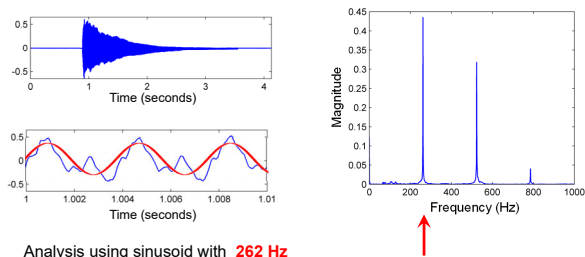 0.5
0
-0.5
0 1 2 3 4
Time (seconds)
0.5
0
-0.5
1 1.002 1.004 1.006 1.008 1.01
Time (seconds)
Analysis using sinusoid with 262 Hz
Magnitude
0.45
0.4
0.35
0.3
0.25
0.2
0.15
0.1
0.05
0
0 200 400 600 800 1000
Frequency (Hz)